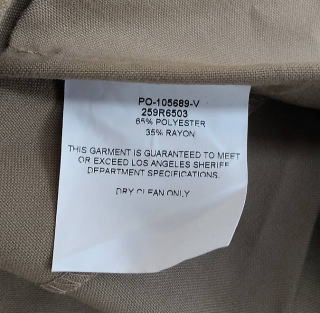 PO-105689-V
259R6503
65% POLYESTER
35% RAYON
THIS GARMENT IS GUARANTEED TO MEET
OR EXCEED LOS ANGELES SHERIFF
DEPARTMENT SPECIFICATIONS.
DRY CLEAN ONLY